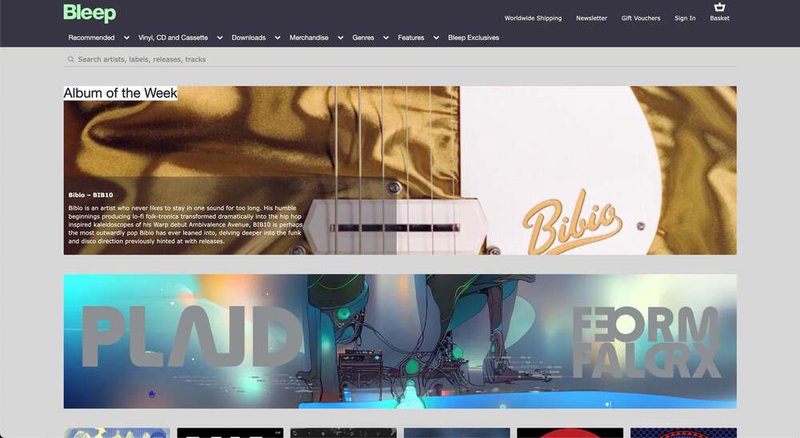 Bleep
Worldwide Shipping Newsletter Gift Vouchers Sign In Basket
Recommended Vinyl, CD and Cassette Downloads Merchandise Genres Features Bleep Exclusives
Search artists, labels, releases, tracks
Album of the Week
Bibio – BIB10
Bibio is an artist who never likes to stay in one sound for too long. His humble
beginnings producing lo-fi folk-tronica transformed dramatically into the hip hop
inspired kaleidoscopes of his Warp debut Ambivalence Avenue, BIB10 is perhaps
the most outwardly pop Bibio has ever leaned into, delving deeper into the funk
and disco direction previously hinted at with releases.
Bibio
PLAID
FEORM
FALORX